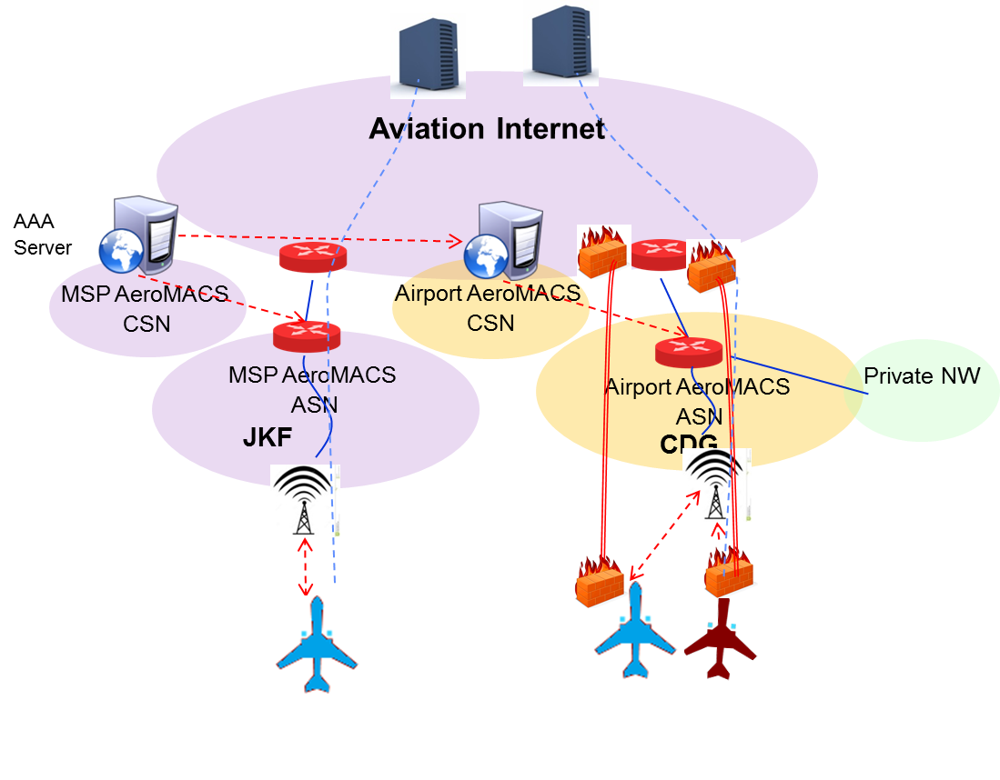 Aviation Internet
AAA
Server
MSP AeroMACS
CSN
Airport AeroMACS
CSN
MSP AeroMACS
ASN
JKF
Airport AeroMACS
ASN
CDG
Private NW